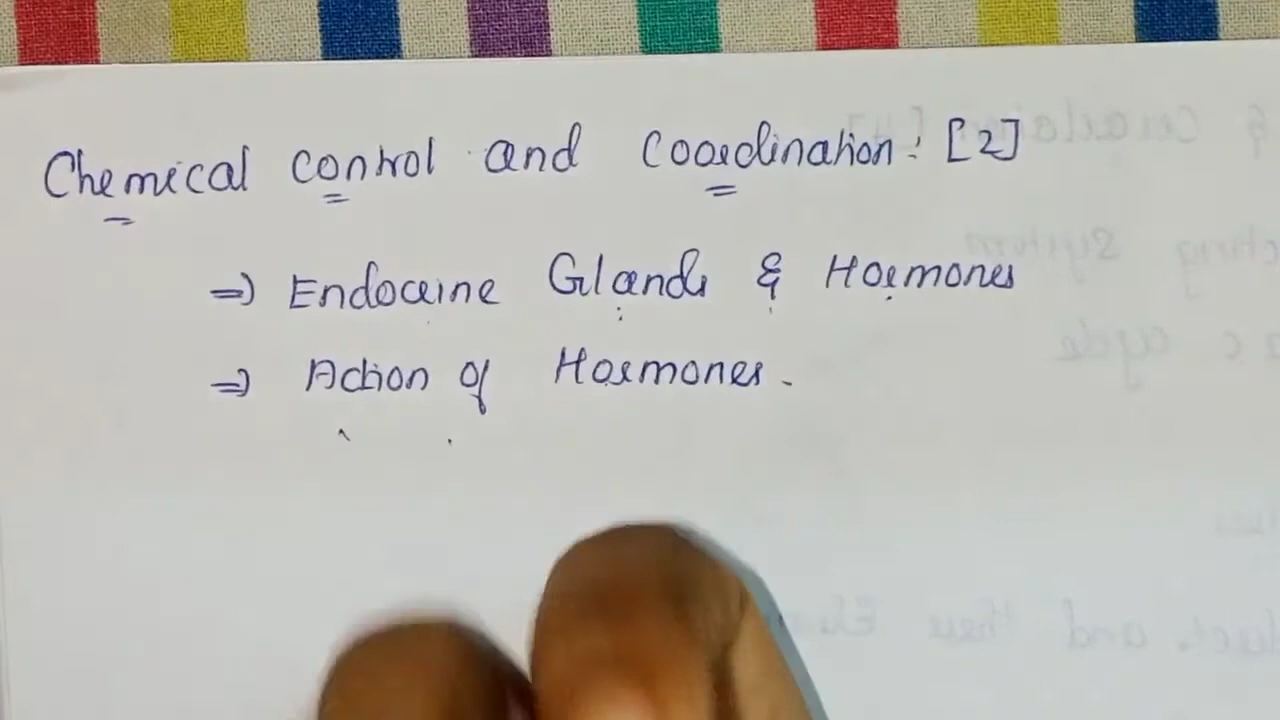 Chemical control and Coordination: [2]
⇒ Endocrine Glands & Hormones
⇒ Action of Hormones.